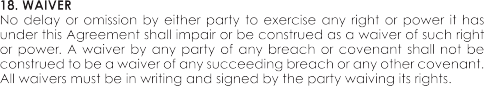 18. WAIVER
No delay or omission by either party to exercise any right or power it has
under this Agreement shall impair or be construed as a waiver of such right
or power. A waiver by any party of any breach or covenant shall not be
construed to be a waiver of any succeeding breach or any other covenant.
All waivers must be in writing and signed by the party waiving its rights.